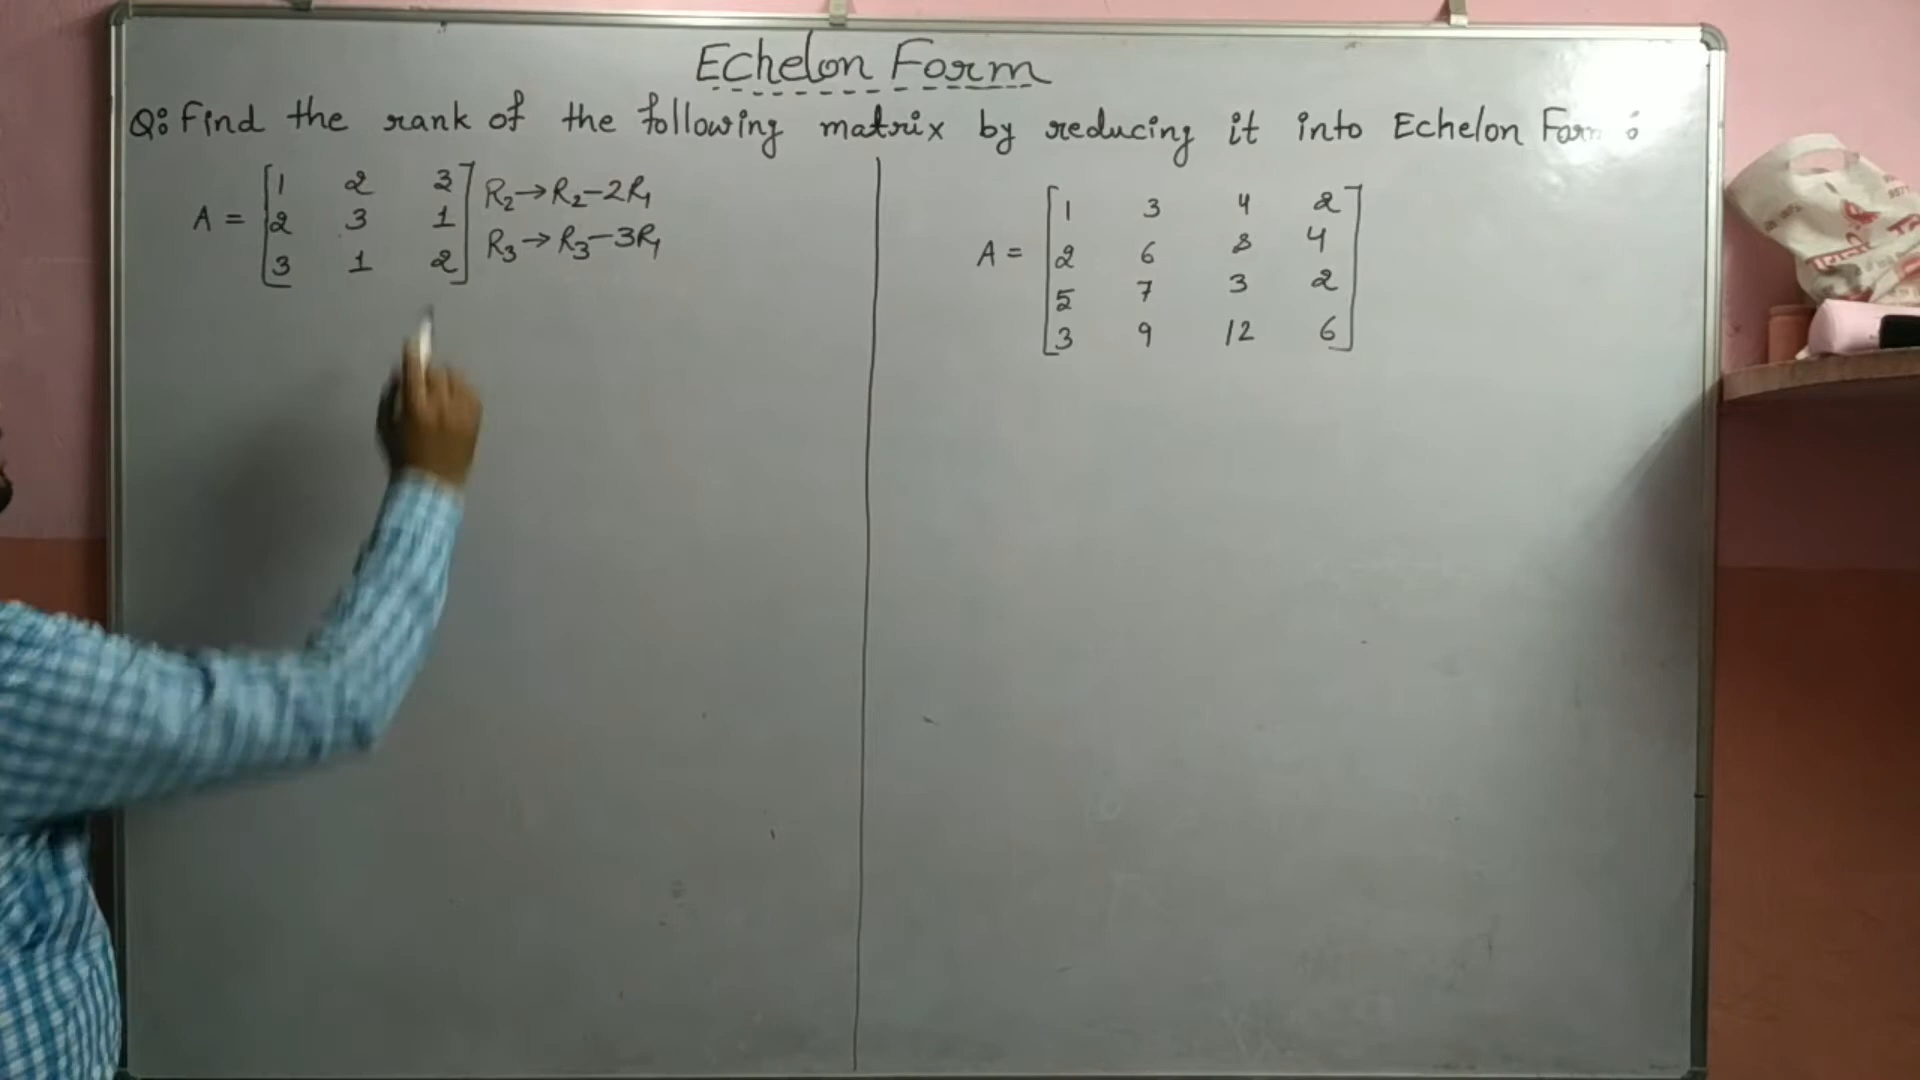 Echelon Form
Q: Find the rank of the following matrix by reducing it into Echelon Form :
A = [1 2 3
2 3 1
3 1 2]
R₂→R₂-2R₁
R₃→R₃-3R₁
A = [1 3 4 2
2 6 8 4
5 7 3 2
3 9 12 6]